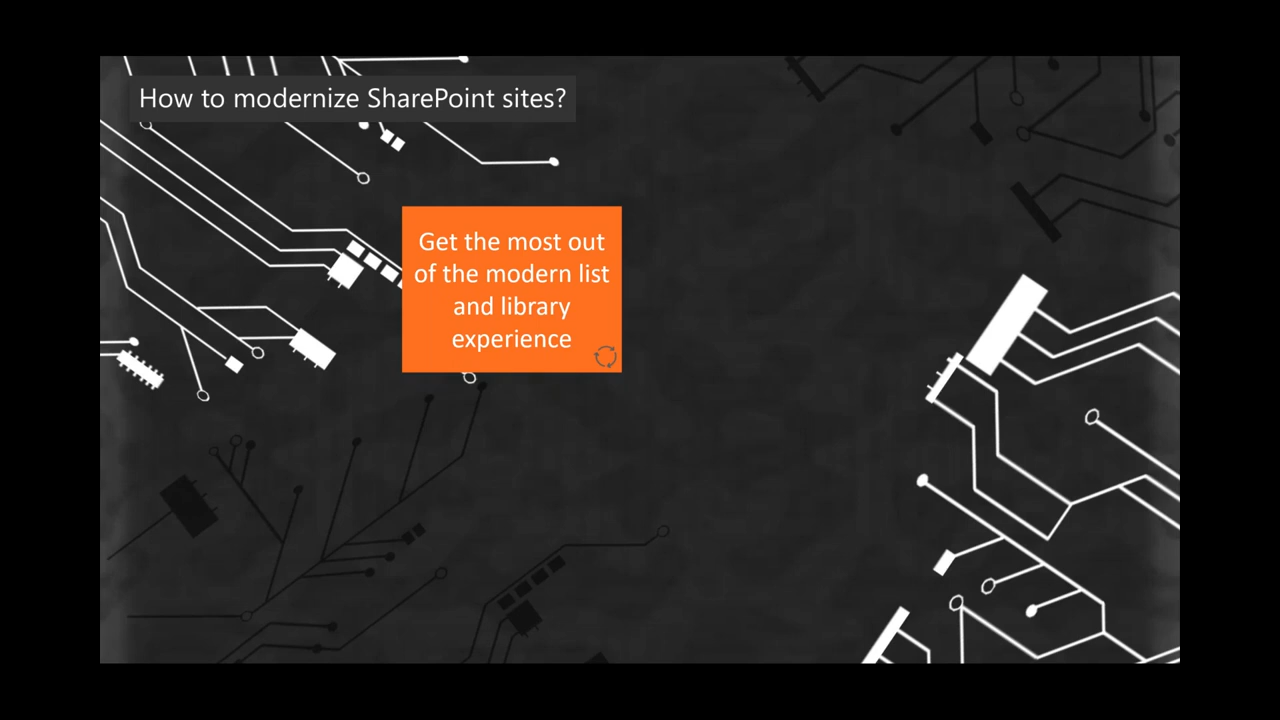 How to modernize SharePoint sites?
Get the most out
of the modern list
and library
experience